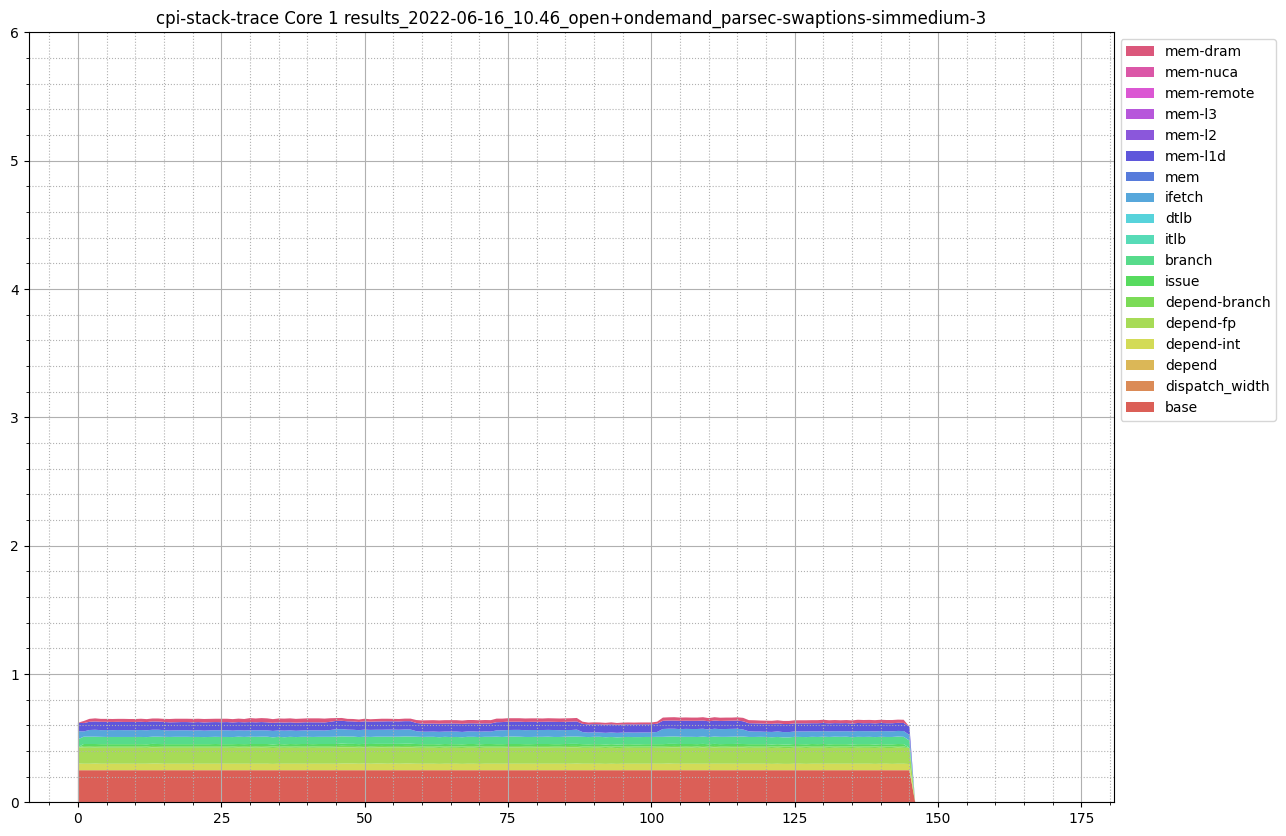 cpi-stack-trace Core 1 results_2022-06-16_10.46_open+ondemand_parsec-swaptions-simmedium-3
6
5
4
3
2
1
0
0 25 50 75 100 125 150 175
mem-dram
mem-nuca
mem-remote
mem-l3
mem-l2
mem-l1d
mem
ifetch
dtlb
itlb
branch
issue
depend-branch
depend-fp
depend-int
depend
dispatch_width
base